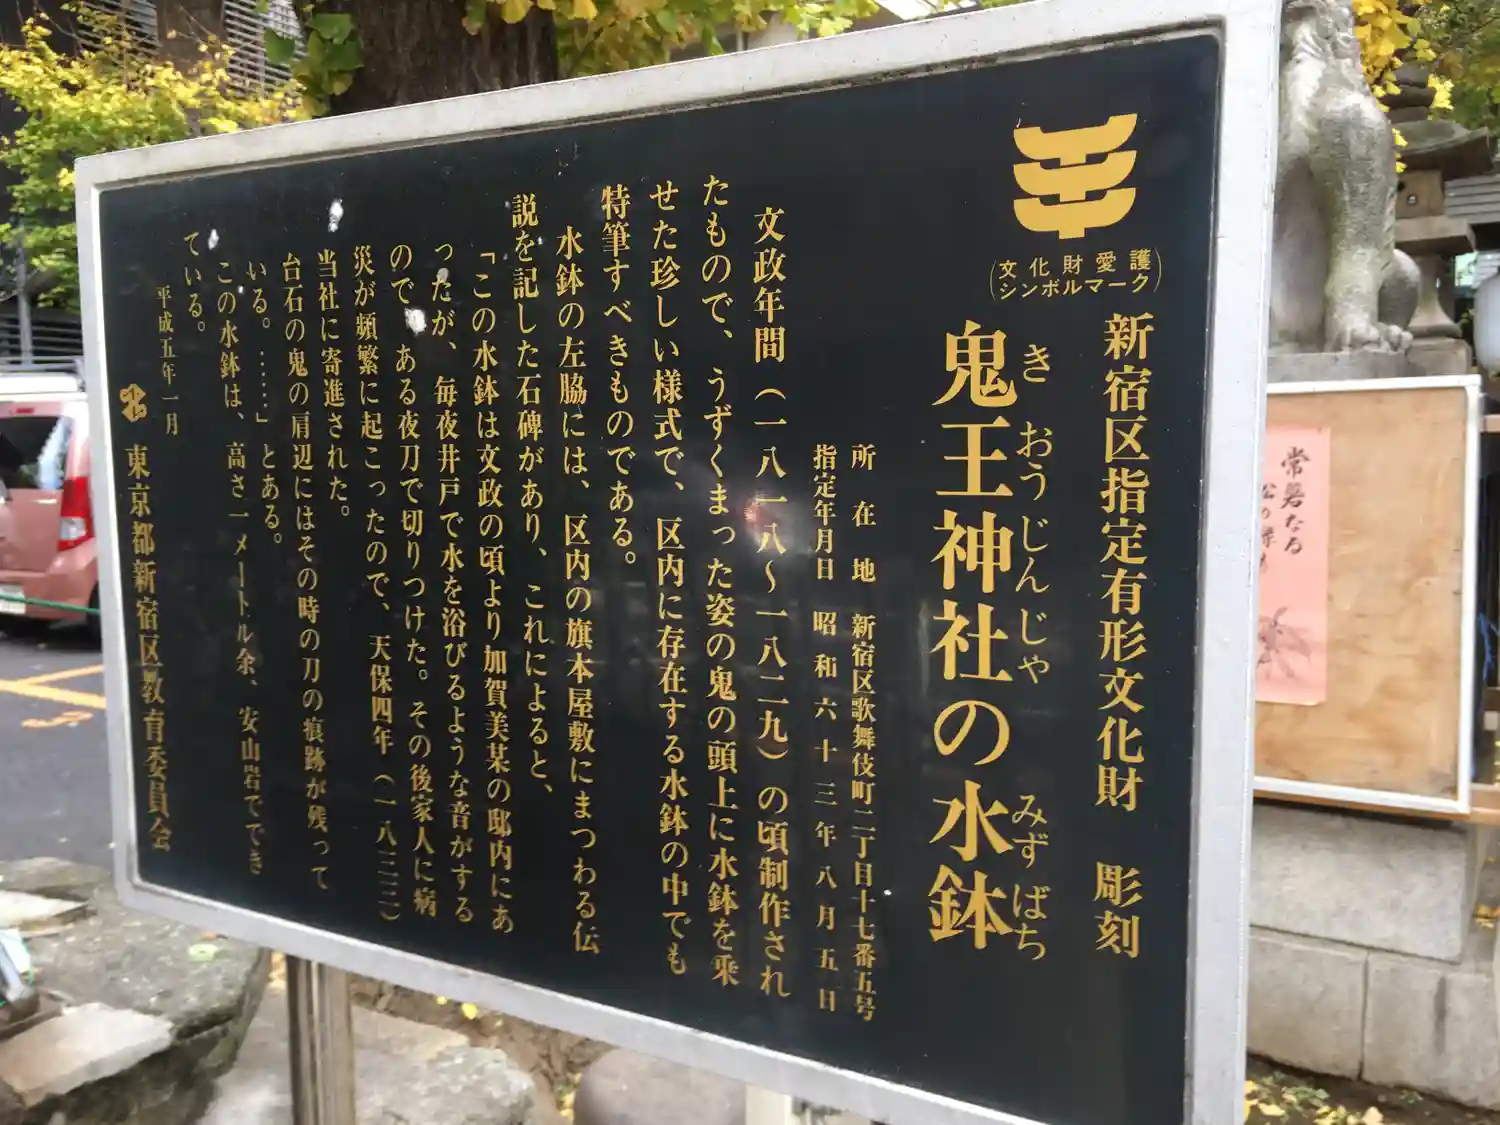 文化財愛護
シンボルマーク
新宿区指定有形文化財 彫刻
きおうじんじゃ みずばち
鬼王神社の水鉢
所在地 新宿区歌舞伎町二丁目十七番五号
指定年月日 昭和六十三年八月五日
文政年間（一八一八～一八二九）の頃制作され
たもので、うずくまった姿の鬼の頭上に水鉢を乗
せた珍しい様式で、区内に存在する水鉢の中でも
特筆すべきものである。
水鉢の左脇には、区内の旗本屋敷にまつわる伝
説を記した石碑があり、これによると、
「この水鉢は文政の頃より加賀美某の邸内にあ
ったが、毎夜井戸で水を浴びるような音がする
ので、ある夜刀で切りつけた。その後家人に病
災が頻繁に起こったので、天保四年（一八三三）
当社に寄進された。
台石の鬼の肩辺にはその時の刀の痕跡が残って
いる。……」とある。
この水鉢は、高さ一メートル余、安山岩ででき
ている。
平成五年一月
東京都新宿区教育委員会
常磐なる